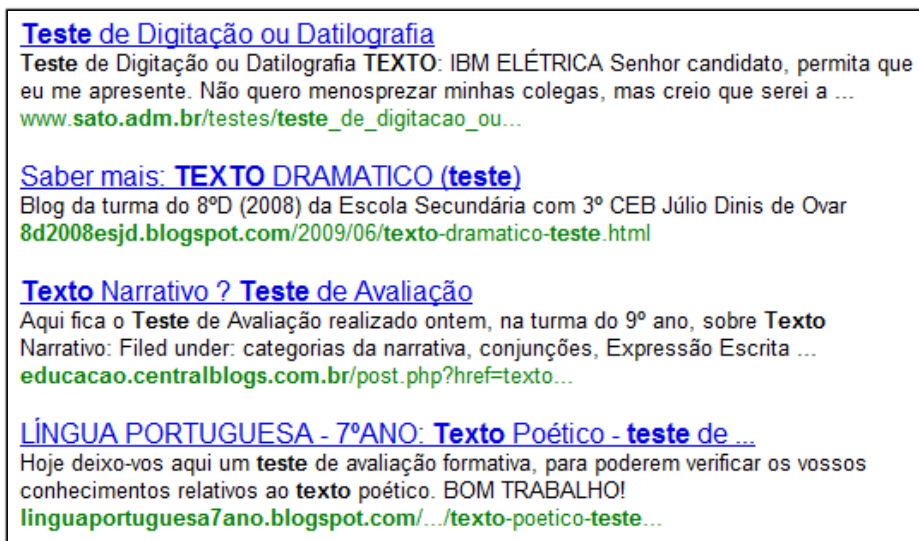 Teste de Digitação ou Datilografia
Teste de Digitação ou Datilografia TEXTO: IBM ELÉTRICA Senhor candidato, permita que
eu me apresente. Não quero menosprezar minhas colegas, mas creio que serei a ...
www.sato.adm.br/testes/teste_de_digitacao_ou...
Saber mais: TEXTO DRAMATICO (teste)
Blog da turma do 8ºD (2008) da Escola Secundária com 3º CEB Júlio Dinis de Ovar
8d2008esjd.blogspot.com/2009/06/texto-dramatico-teste.html
Texto Narrativo ? Teste de Avaliação
Aqui fica o Teste de Avaliação realizado ontem, na turma do 9º ano, sobre Texto
Narrativo: Filed under: categorias da narrativa, conjunções, Expressão Escrita ...
educacao.centralblogs.com.br/post.php?href=texto...
LÍNGUA PORTUGUESA - 7ºANO: Texto Poético - teste de ...
Hoje deixo-vos aqui um teste de avaliação formativa, para poderem verificar os vossos
conhecimentos relativos ao texto poético. BOM TRABALHO!
linguaportuguesa7ano.blogspot.com/.../texto-poetico-teste...